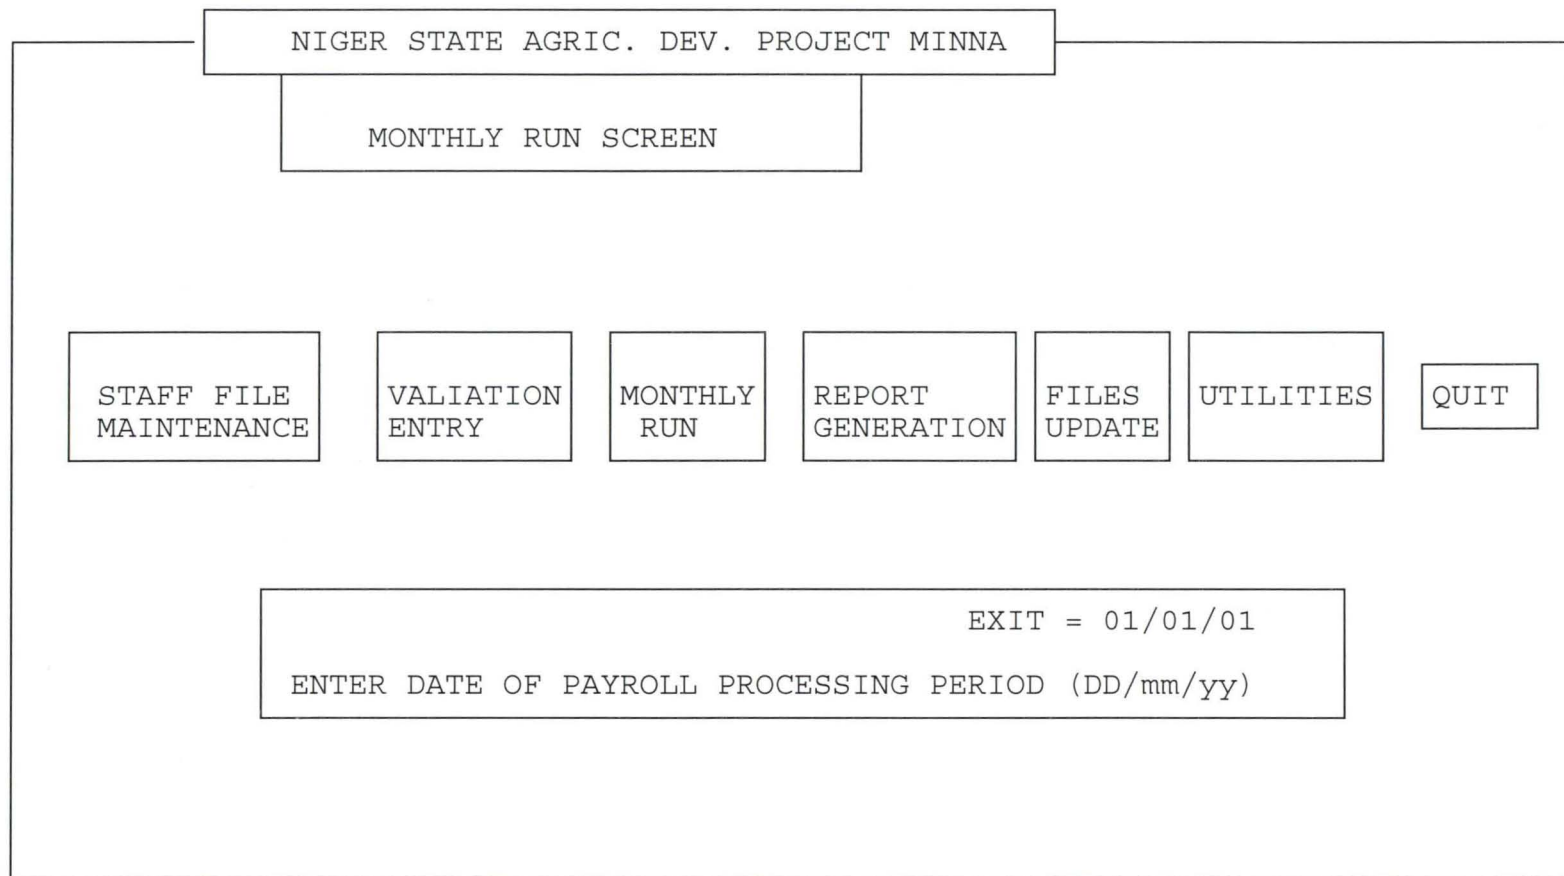 NIGER STATE AGRIC. DEV. PROJECT MINNA
MONTHLY RUN SCREEN
STAFF FILE
MAINTENANCE
VALIATION
ENTRY
MONTHLY
RUN
REPORT
GENERATION
FILES
UPDATE
UTILITIES
QUIT
EXIT = 01/01/01
ENTER DATE OF PAYROLL PROCESSING PERIOD (DD/mm/yy)